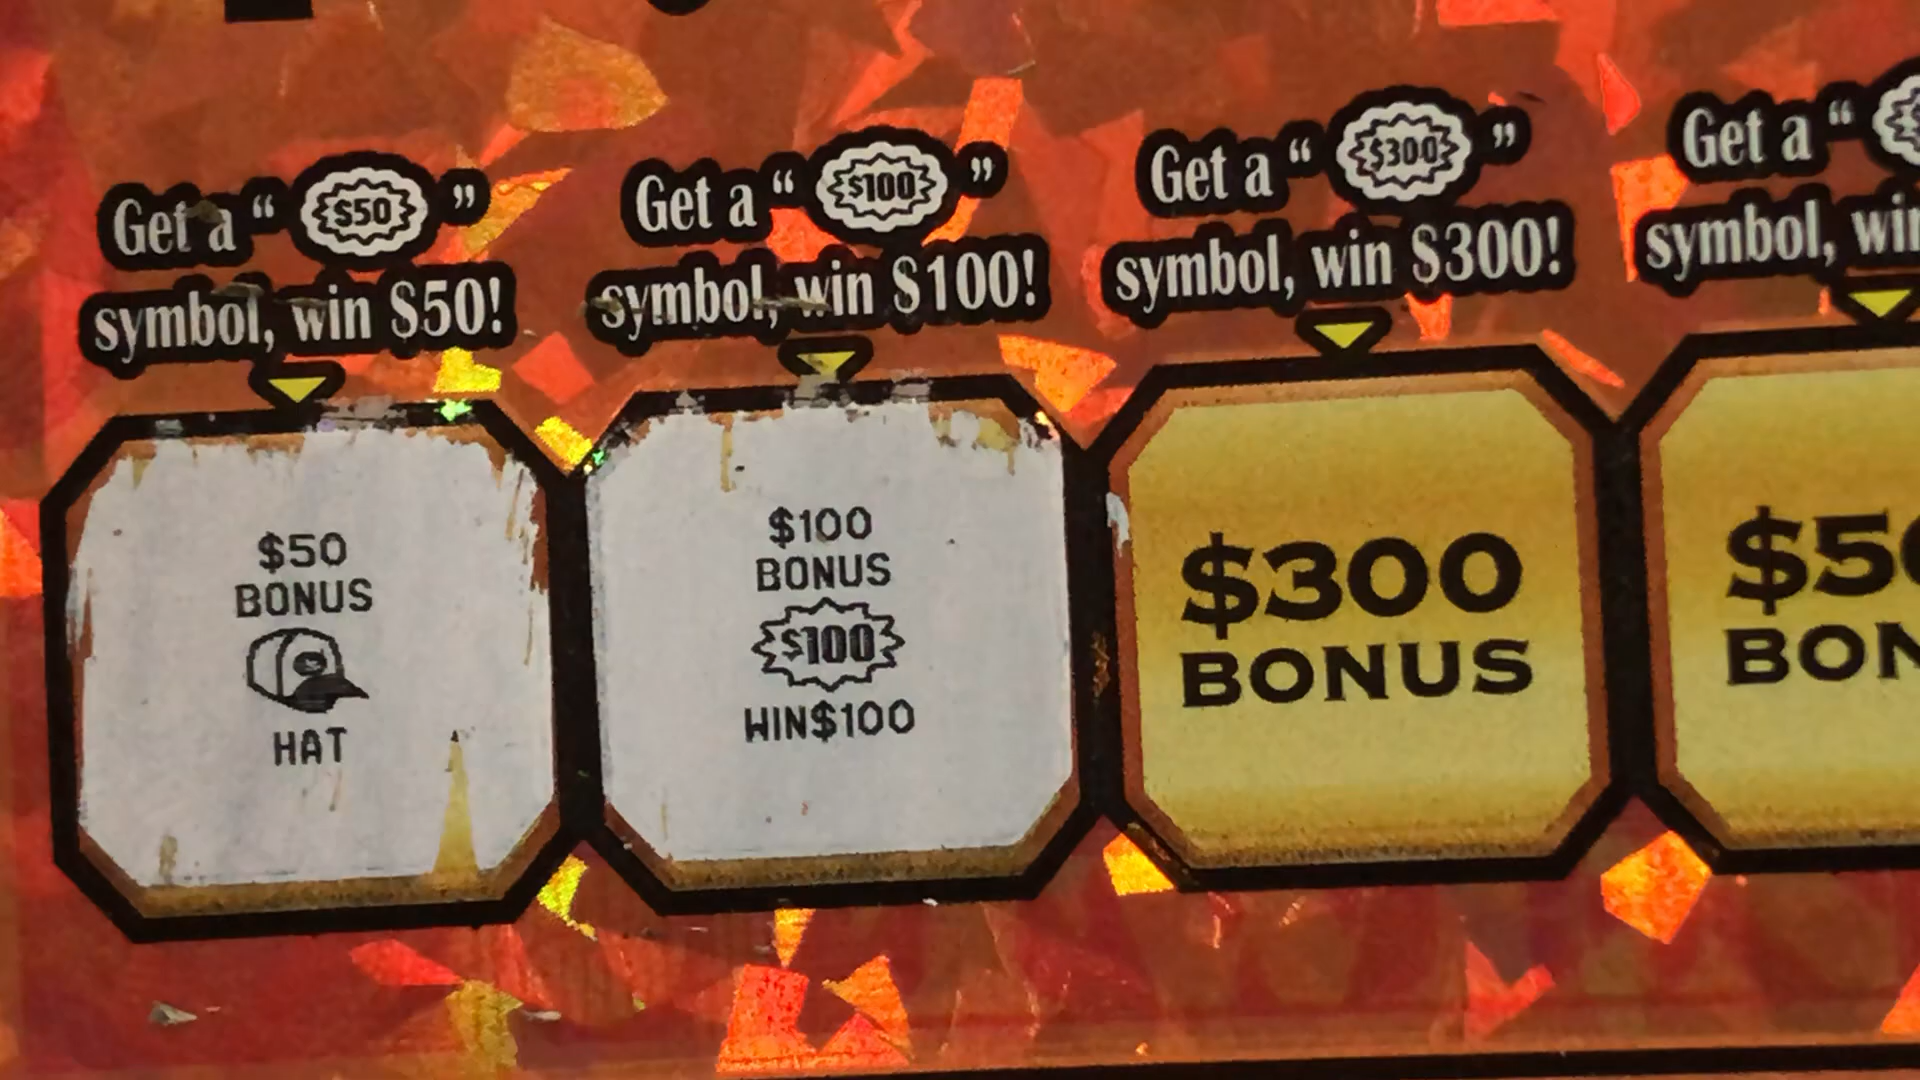 Get a “ $50 ”
symbol, win $50!
Get a “ $100 ”
symbol, win $100!
Get a “ $300 ”
symbol, win $300!
Get a “
symbol,
$50
BONUS
HAT
$100
BONUS
$100
WIN$100
$300
BONUS